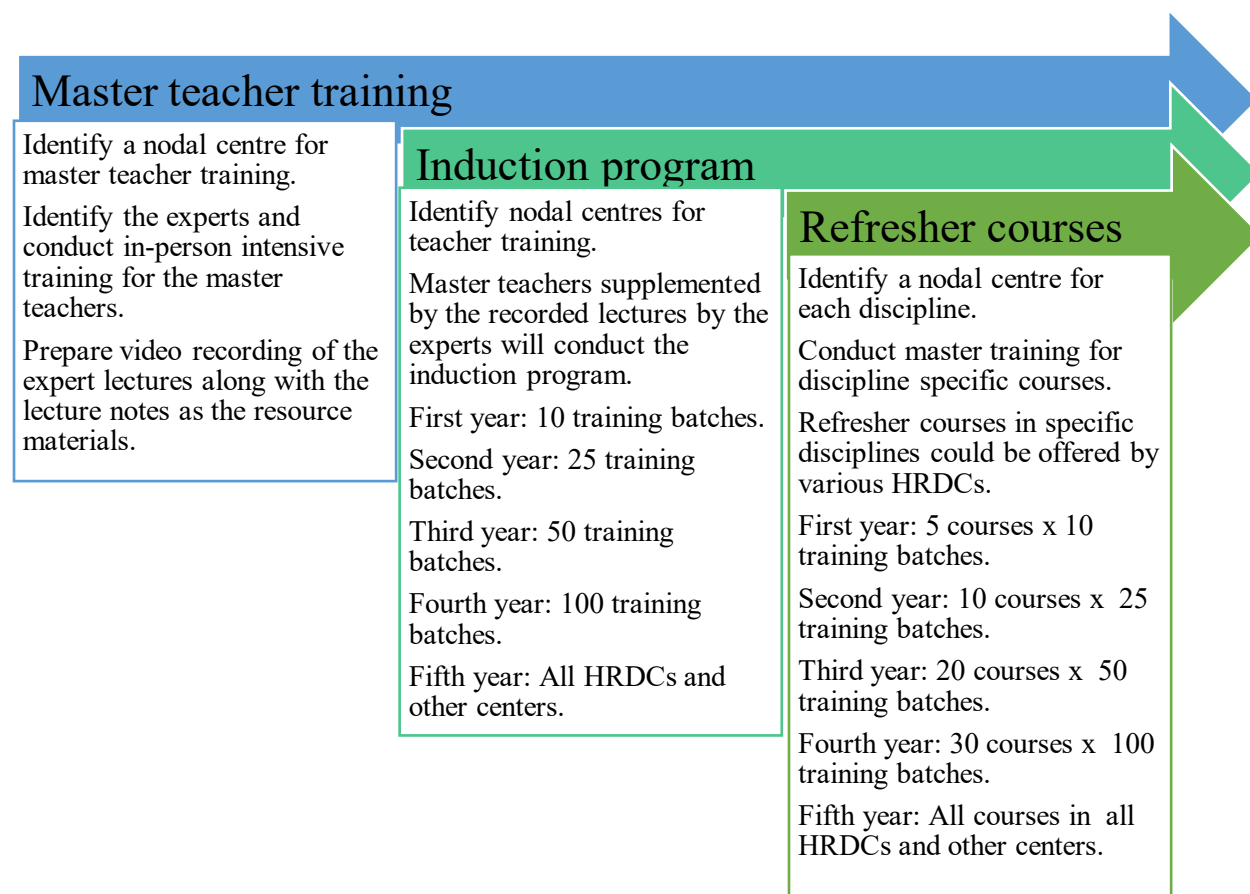 Master teacher training
Identify a nodal centre for
master teacher training.
Identify the experts and
conduct in-person intensive
training for the master
teachers.
Prepare video recording of the
expert lectures along with the
lecture notes as the resource
materials.
Induction program
Identify nodal centres for
teacher training.
Master teachers supplemented
by the recorded lectures by the
experts will conduct the
induction program.
First year: 10 training batches.
Second year: 25 training
batches.
Third year: 50 training
batches.
Fourth year: 100 training
batches.
Fifth year: All HRDCs and
other centers.
Refresher courses
Identify a nodal centre for
each discipline.
Conduct master training for
discipline specific courses.
Refresher courses in specific
disciplines could be offered by
various HRDCs.
First year: 5 courses x 10
training batches.
Second year: 10 courses x 25
training batches.
Third year: 20 courses x 50
training batches.
Fourth year: 30 courses x 100
training batches.
Fifth year: All courses in all
HRDCs and other centers.